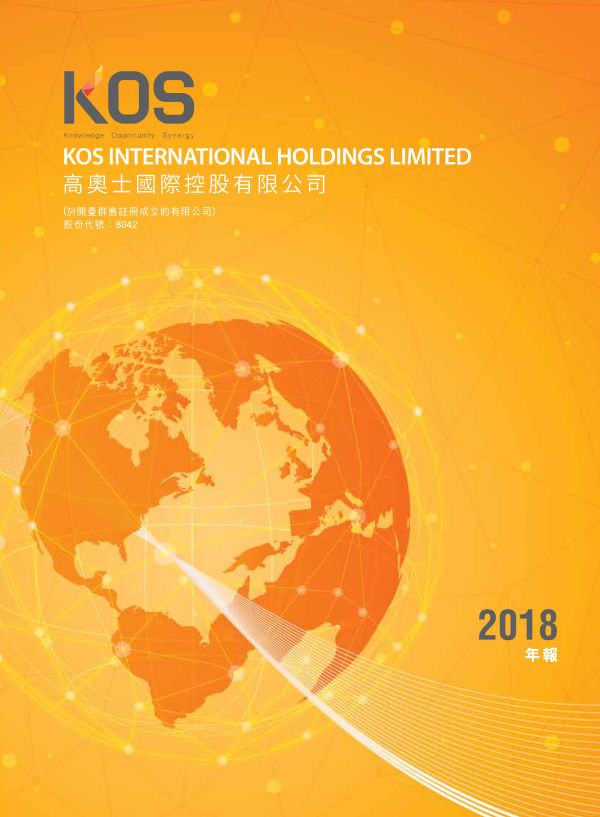 KOS
Knowledge Opportunity Synergy
KOS INTERNATIONAL HOLDINGS LIMITED
高奧士國際控股有限公司
(於開曼群島註冊成立的有限公司)
股份代號：8042
2018
年報